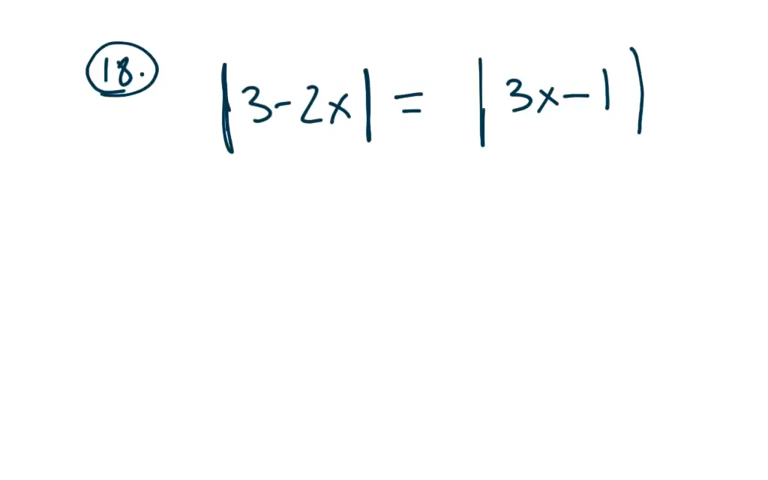 18.
|3-2x| = |3x-1|